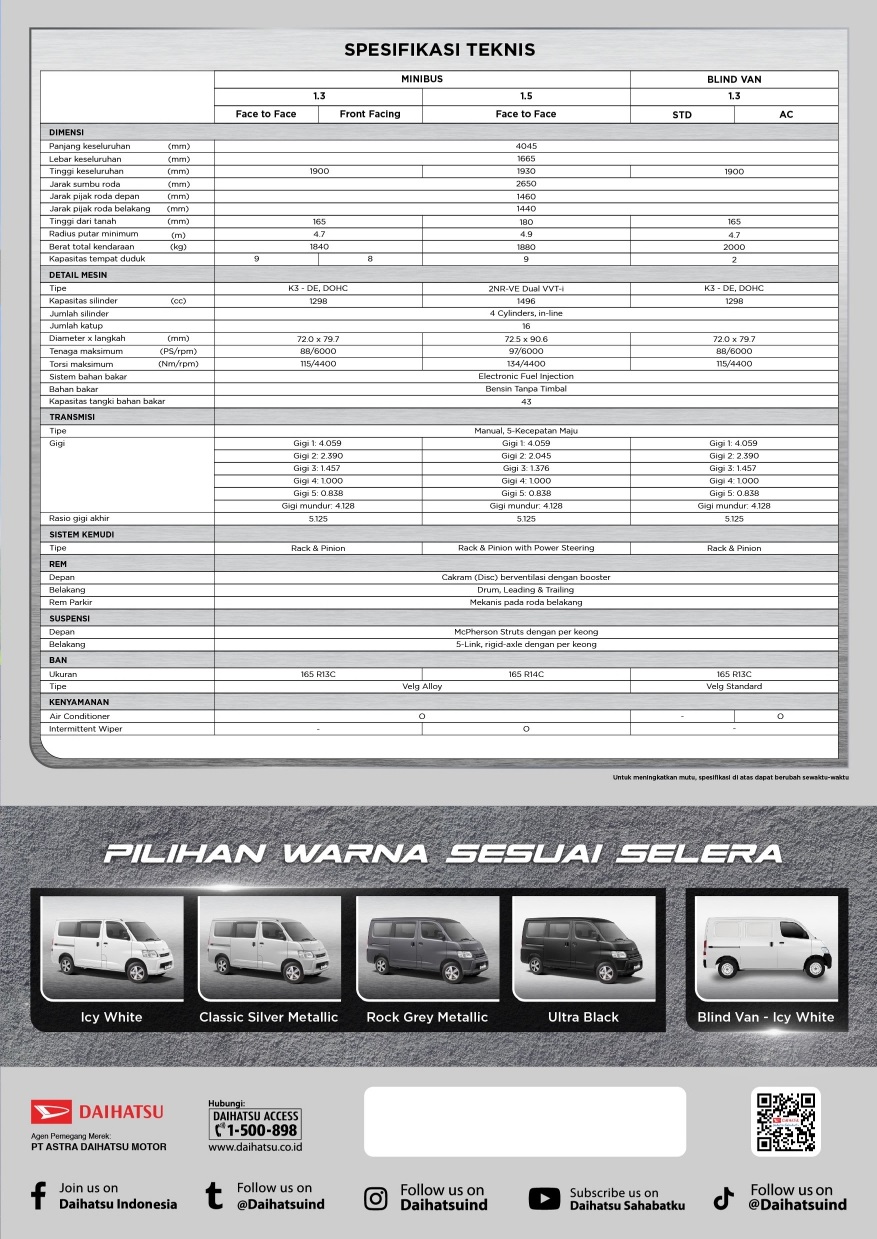 SPESIFIKASI TEKNIS
MINIBUS BLIND VAN
1.3 1.5 1.3
Face to Face Front Facing Face to Face STD AC
DIMENSI
Panjang keseluruhan (mm) 4045
Lebar keseluruhan (mm) 1665
Tinggi keseluruhan (mm) 1900 1930 1900
Jarak sumbu roda (mm) 2650
Jarak pijak roda depan (mm) 1460
Jarak pijak roda belakang (mm) 1440
Tinggi dari tanah (mm) 165 180 165
Radius putar minimum (m) 4.7 4.9 4.7
Berat total kendaraan (kg) 1840 1880 2000
Kapasitas tempat duduk 9 8 9 2
DETAIL MESIN
Tipe K3 - DE, DOHC 2NR-VE Dual VVT-i K3 - DE, DOHC
Kapasitas silinder (cc) 1298 1496 1298
Jumlah silinder 4 Cylinders, in-line
Jumlah katup 16
Diameter x langkah (mm) 72.0 x 79.7 72.5 x 90.6 72.0 x 79.7
Tenaga maksimum (PS/rpm) 88/6000 97/6000 88/6000
Torsi maksimum (Nm/rpm) 115/4400 134/4400 115/4400
Sistem bahan bakar Electronic Fuel Injection
Bahan bakar Bensin Tanpa Timbal
Kapasitas tangki bahan bakar 43
TRANSMISI
Tipe Manual, 5-Kecepatan Maju
Gigi Gigi 1: 4.059 Gigi 1: 4.059 Gigi 1: 4.059
Gigi 2: 2.390 Gigi 2: 2.045 Gigi 2: 2.390
Gigi 3: 1.457 Gigi 3: 1.376 Gigi 3: 1.457
Gigi 4: 1.000 Gigi 4: 1.000 Gigi 4: 1.000
Gigi 5: 0.838 Gigi 5: 0.838 Gigi 5: 0.838
Gigi mundur: 4.128 Gigi mundur: 4.128 Gigi mundur: 4.128
Rasio gigi akhir 5.125 5.125 5.125
SISTEM KEMUDI
Tipe Rack & Pinion Rack & Pinion with Power Steering Rack & Pinion
REM
Depan Cakram (Disc) berventilasi dengan booster
Belakang Drum, Leading & Trailing
Rem Parkir Mekanis pada roda belakang
SUSPENSI
Depan McPherson Struts dengan per keong
Belakang 5-Link, rigid-axle dengan per keong
BAN
Ukuran 165 R13C 165 R14C 165 R13C
Tipe Velg Alloy Velg Standard
KENYAMANAN
Air Conditioner O - O
Intermittent Wiper - O -
Untuk meningkatkan mutu, spesifikasi di atas dapat berubah sewaktu-waktu
PILIHAN WARNA SESUAI SELERA
Icy White Classic Silver Metallic Rock Grey Metallic Ultra Black Blind Van - Icy White
DAIHATSU
Agen Pemegang Merek:
PT ASTRA DAIHATSU MOTOR
Hubungi:
DAIHATSU ACCESS
1-500-898
www.daihatsu.co.id
DAIHATSU
Join us on
Daihatsu Indonesia
Follow us on
@Daihatsuind
Follow us on
Daihatsuind
Subscribe us on
Daihatsu Sahabatku
Follow us on
@Daihatsuind